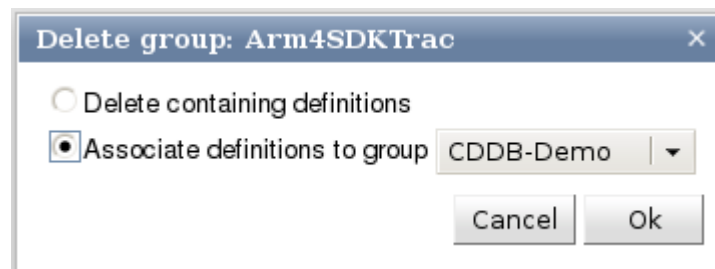 Delete group: Arm4SDKTrac
Delete containing definitions
Associate definitions to group CDDB-Demo
Cancel Ok